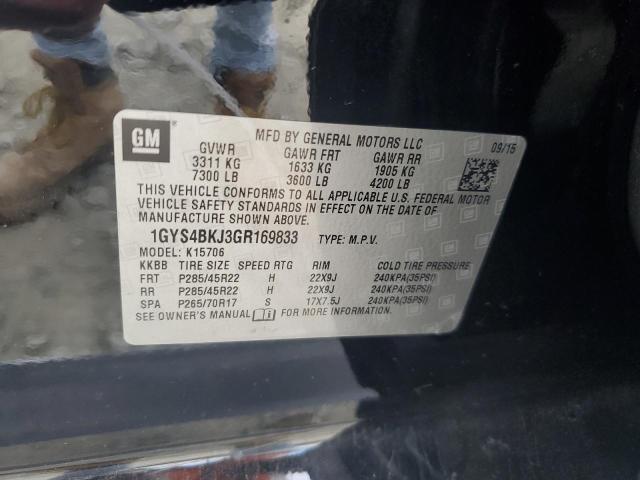 GM
MFD BY GENERAL MOTORS LLC 09/15
GVWR GAWR FRT GAWR RR
3311 KG 1633 KG 1905 KG
7300 LB 3600 LB 4200 LB
THIS VEHICLE CONFORMS TO ALL APPLICABLE U.S. FEDERAL MOTOR
VEHICLE SAFETY STANDARDS IN EFFECT ON THE DATE OF
MANUFACTURE SHOWN ABOVE.
1GYS4BKJ3GR169833 TYPE: M.P.V.
MODEL: K15706
KKBB TIRE SIZE SPEED RTG RIM COLD TIRE PRESSURE
FRT P285/45R22 H 22X9J 240KPA(35PSI)
RR P285/45R22 H 22X9J 240KPA(35PSI)
SPA P265/70R17 S 17X7.5J 240KPA(35PSI)
SEE OWNER'S MANUAL FOR MORE INFORMATION